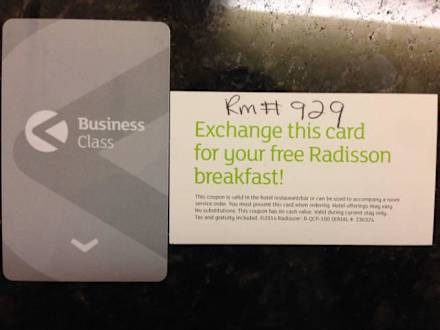 Business
Class
Rm# 929
Exchange this card
for your free Radisson
breakfast!
This coupon is valid in the hotel restaurant/bar or can be used to accompany a room
service order. You must present this card when ordering. Hotel offerings may vary.
No substitutions. This coupon has no cash value. Valid during current stay only.
Tax and gratuity included. ©2014 Radisson